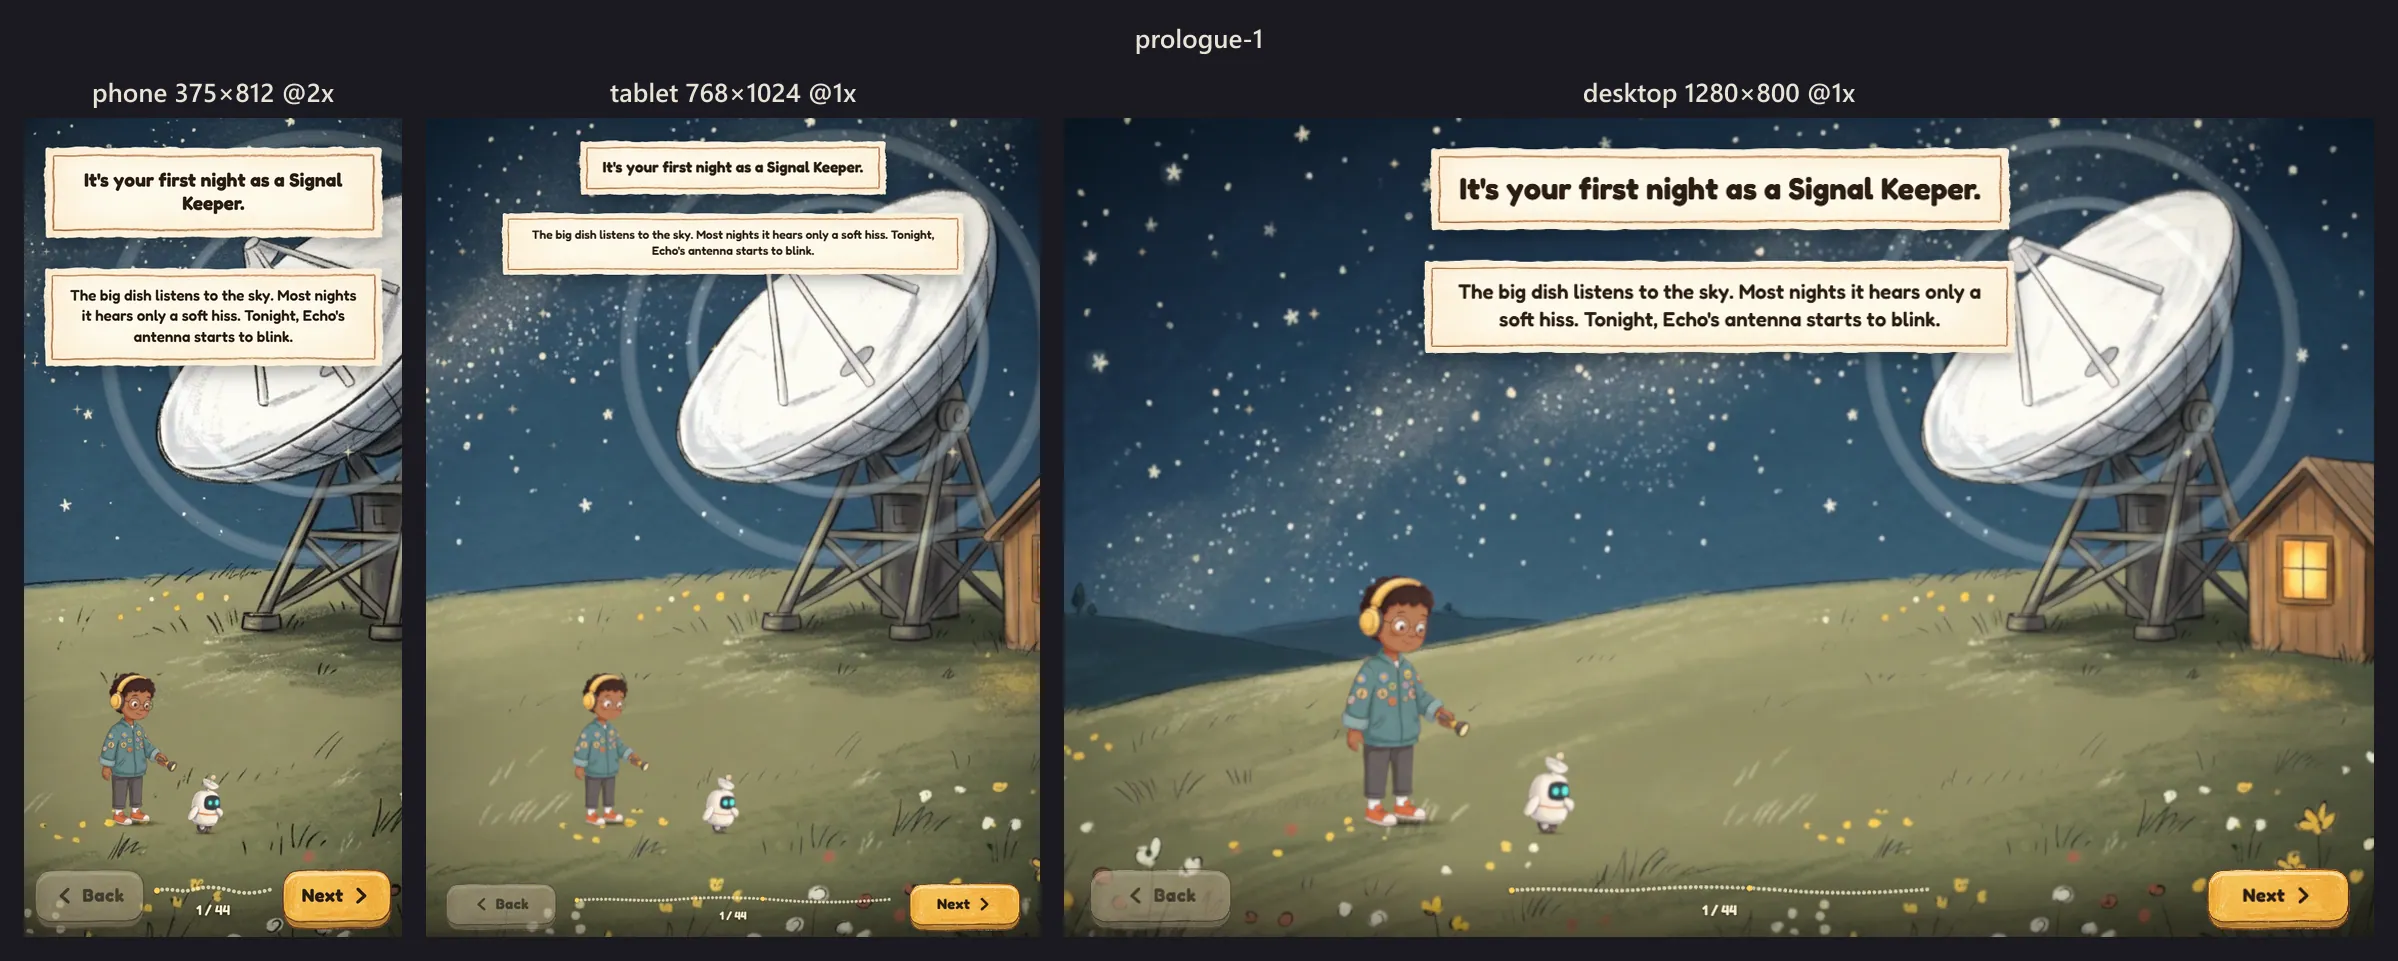 prologue-1
phone 375×812 @2x
It's your first night as a Signal
Keeper.
The big dish listens to the sky. Most nights
it hears only a soft hiss. Tonight, Echo's
antenna starts to blink.
Back
1 / 44
Next
tablet 768×1024 @1x
It's your first night as a Signal Keeper.
The big dish listens to the sky. Most nights it hears only a soft hiss. Tonight,
Echo's antenna starts to blink.
Back
1 / 44
Next
desktop 1280×800 @1x
It's your first night as a Signal Keeper.
The big dish listens to the sky. Most nights it hears only a
soft hiss. Tonight, Echo's antenna starts to blink.
Back
1 / 44
Next